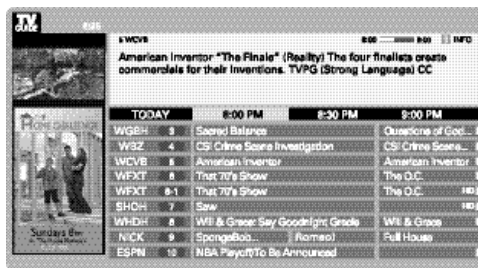 TV
GUIDE
WCVB
8:00 9:00 INFO
American Inventor "The Finale" (Reality) The four finalists create
commercials for their inventions. TVPG (Strong Language) CC
TODAY 8:00 PM 8:30 PM 9:00 PM
WGBH 3 Sacred Balance Questions of God...
WBZ 4 CSI Crime Scene Investigation CSI Crime Scene...
WCVB 5 American Inventor American Inventor
WFXT 6 That 70's Show The O.C.
WFXT 6-1 That 70's Show The O.C. HD
SHOH 7 Saw HD
WHDH 8 Will & Grace: Say Goodnight Gracie Will & Grace
NICK 9 SpongeBob... Romeo! Full House
ESPN 10 NBA Playoff/To Be Announced
Sundays 8pm